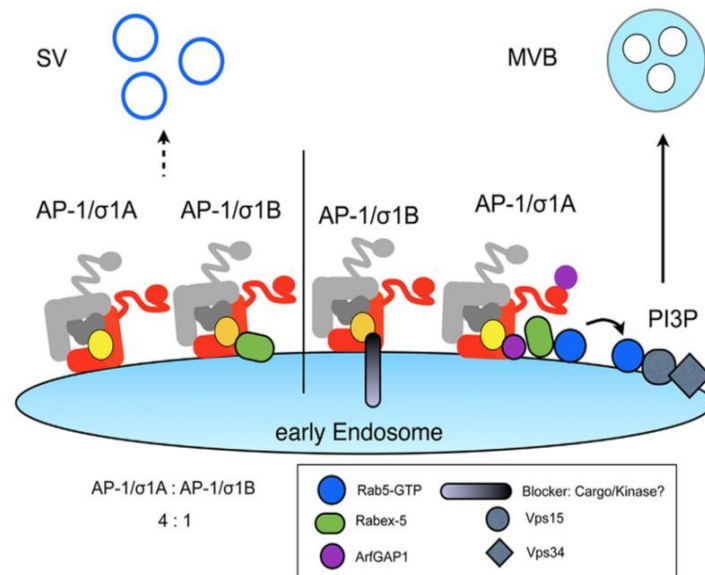 SV
MVB
AP-1/σ1A
AP-1/σ1B
AP-1/σ1B
AP-1/σ1A
PI3P
early Endosome
AP-1/σ1A : AP-1/σ1B
4 : 1
Rab5-GTP
Blocker: Cargo/Kinase?
Rabex-5
Vps15
ArfGAP1
Vps34